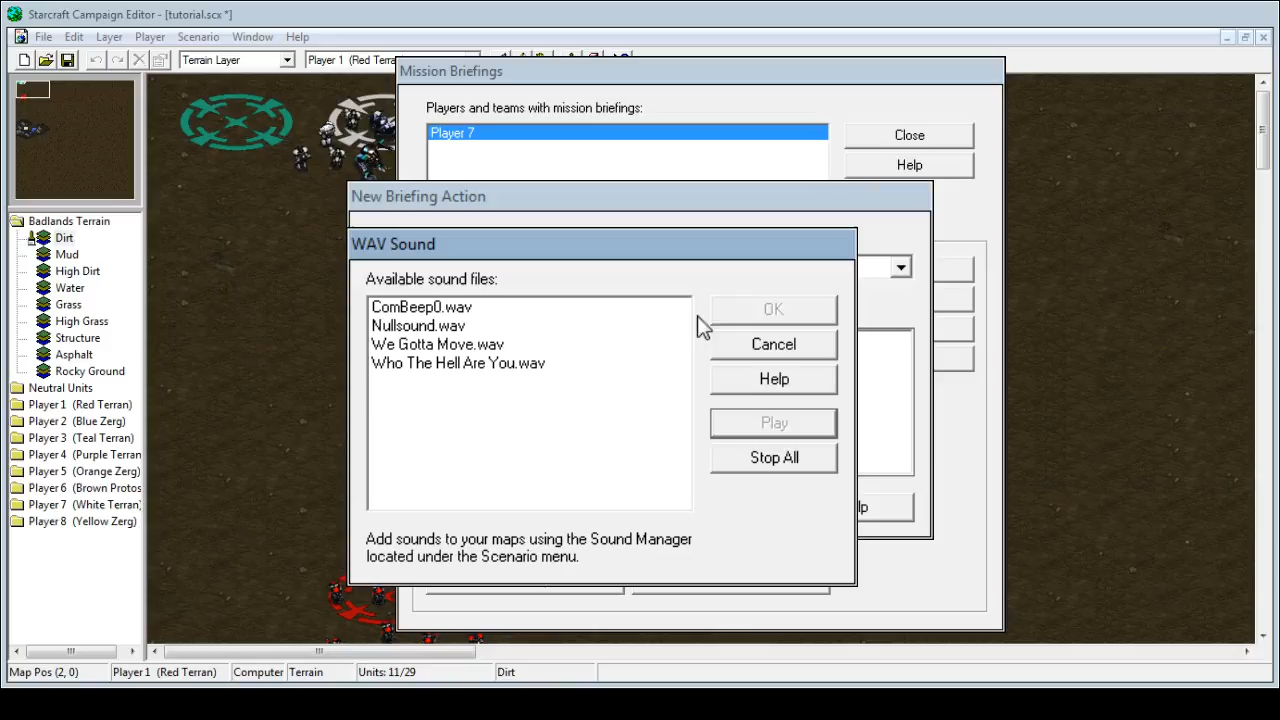 Starcraft Campaign Editor - [tutorial.scx *]
File Edit Layer Player Scenario Window Help
Terrain Layer
Player 1 (Red Terra
Mission Briefings
Players and teams with mission briefings:
Player 7
Close
Help
New Briefing Action
WAV Sound
Available sound files:
ComBeep0.wav
Nullsound.wav
We Gotta Move.wav
Who The Hell Are You.wav
OK
Cancel
Help
Play
Stop All
Add sounds to your maps using the Sound Manager
located under the Scenario menu.
lp
Badlands Terrain
Dirt
Mud
High Dirt
Water
Grass
High Grass
Structure
Asphalt
Rocky Ground
Neutral Units
Player 1 (Red Terran)
Player 2 (Blue Zerg)
Player 3 (Teal Terran)
Player 4 (Purple Terran
Player 5 (Orange Zerg)
Player 6 (Brown Protos
Player 7 (White Terran)
Player 8 (Yellow Zerg)
Map Pos (2, 0)
Player 1 (Red Terran)
Computer
Terrain
Units: 11/29
Dirt